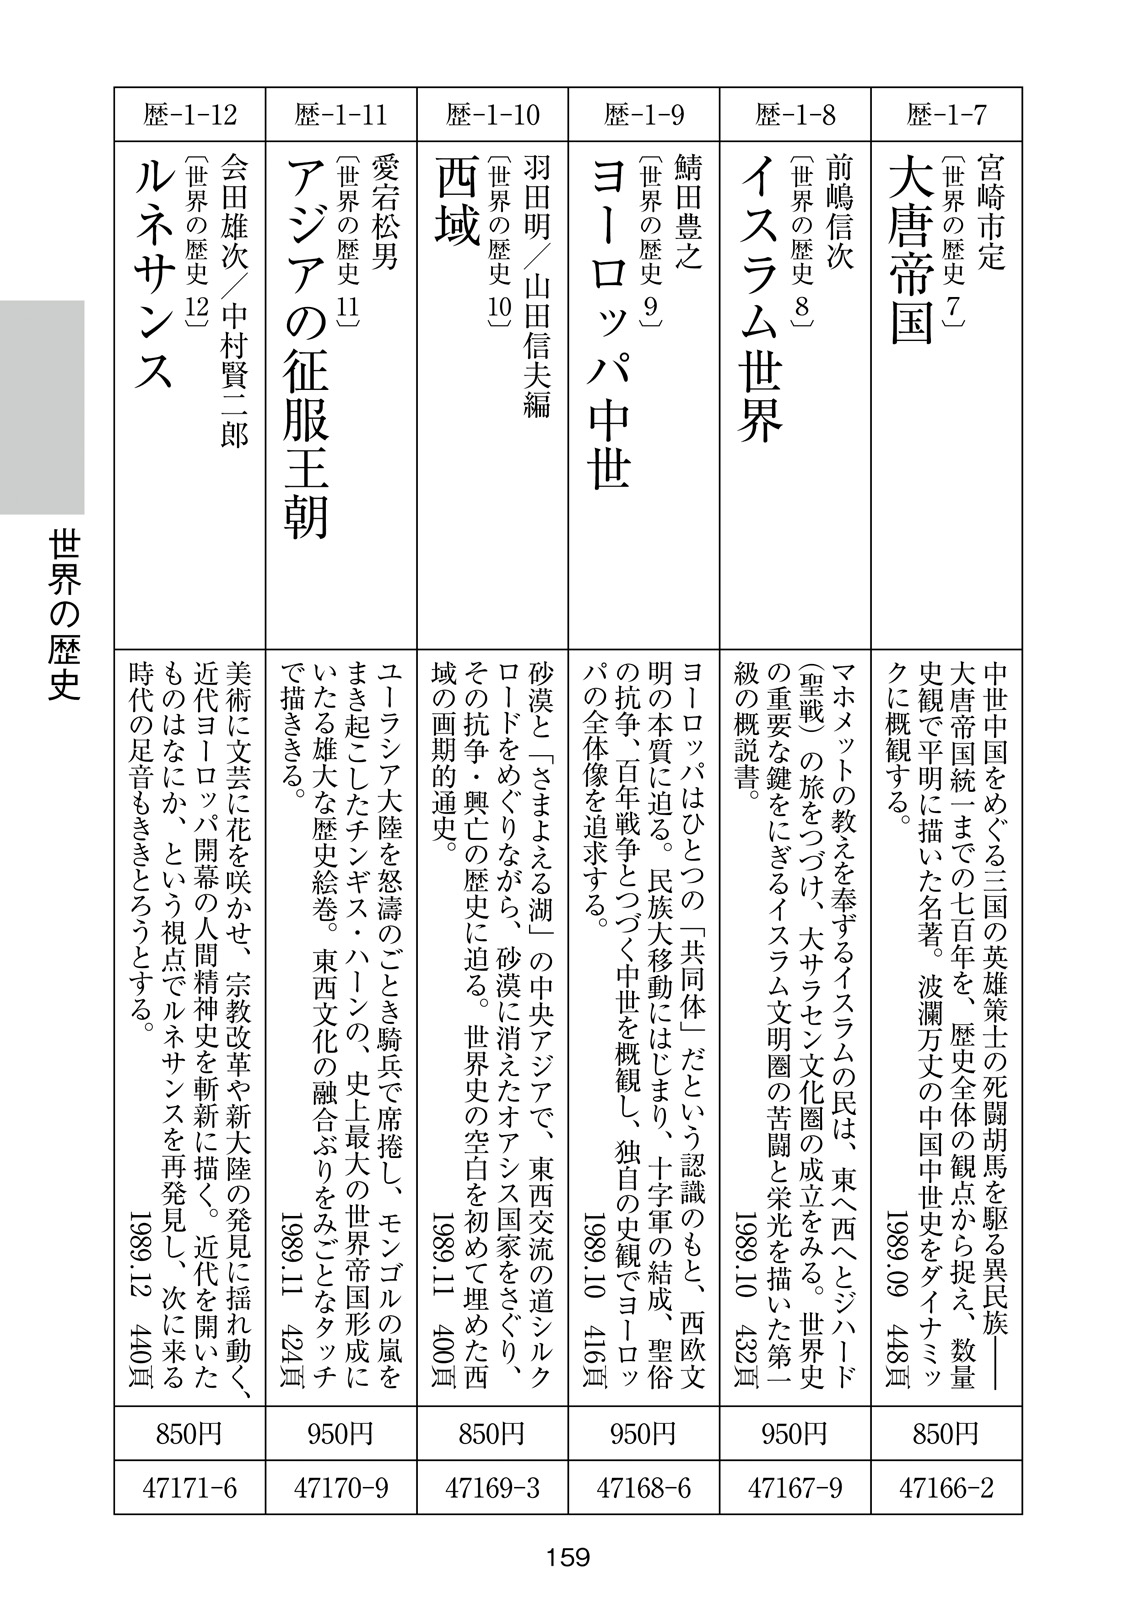 歴-1-7
宮崎市定
〔世界の歴史 7〕
大唐帝国
中世中国をめぐる三国の英雄策士の死闘胡馬を駆る異民族――
大唐帝国統一までの七百年を、歴史全体の観点から捉え、数量
史観で平明に描いた名著。波瀾万丈の中国中世史をダイナミッ
クに概観する。
1989.09 448頁
850円
47166-2
歴-1-8
前嶋信次
〔世界の歴史 8〕
イスラム世界
マホメットの教えを奉ずるイスラムの民は、東へ西へとジハード
(聖戦)の旅をつづけ、大サラセン文化圏の成立をみる。世界史
の重要な鍵をにぎるイスラム文明圏の苦闘と栄光を描いた第一
級の概説書。
1989.10 432頁
950円
47167-9
歴-1-9
鯖田豊之
〔世界の歴史 9〕
ヨーロッパ中世
ヨーロッパはひとつの「共同体」だという認識のもと、西欧文
明の本質に迫る。民族大移動にはじまり、十字軍の結成、聖俗
の抗争、百年戦争とつづく中世を概観し、独自の史観でヨーロッ
パの全体像を追求する。
1989.10 416頁
950円
47168-6
歴-1-10
羽田明/山田信夫編
〔世界の歴史 10〕
西域
砂漠と「さまよえる湖」の中央アジアで、東西交流の道シルク
ロードをめぐりながら、砂漠に消えたオアシス国家をさぐり、
その抗争・興亡の歴史に迫る。世界史の空白を初めて埋めた西
域の画期的通史。
1989.11 400頁
850円
47169-3
歴-1-11
愛宕松男
〔世界の歴史 11〕
アジアの征服王朝
ユーラシア大陸を怒濤のごとき騎兵で席捲し、モンゴルの嵐を
まき起こしたチンギス・ハーンの、史上最大の世界帝国形成に
いたる雄大な歴史絵巻。東西文化の融合ぶりをみごとなタッチ
で描ききる。
1989.11 424頁
950円
47170-9
歴-1-12
会田雄次/中村賢二郎
〔世界の歴史 12〕
ルネサンス
美術に文芸に花を咲かせ、宗教改革や新大陸の発見に揺れ動く、
近代ヨーロッパ開幕の人間精神史を斬新に描く。近代を開いた
ものはなにか、という視点でルネサンスを再発見し、次に来る
時代の足音もききとろうとする。
1989.12 440頁
850円
47171-6
世界の歴史
159